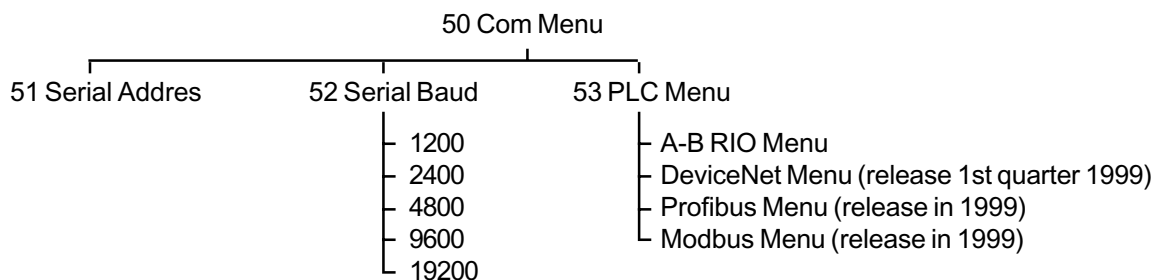 50 Com Menu
51 Serial Addres
52 Serial Baud
53 PLC Menu
1200
2400
4800
9600
19200
A-B RIO Menu
DeviceNet Menu (release 1st quarter 1999)
Profibus Menu (release in 1999)
Modbus Menu (release in 1999)